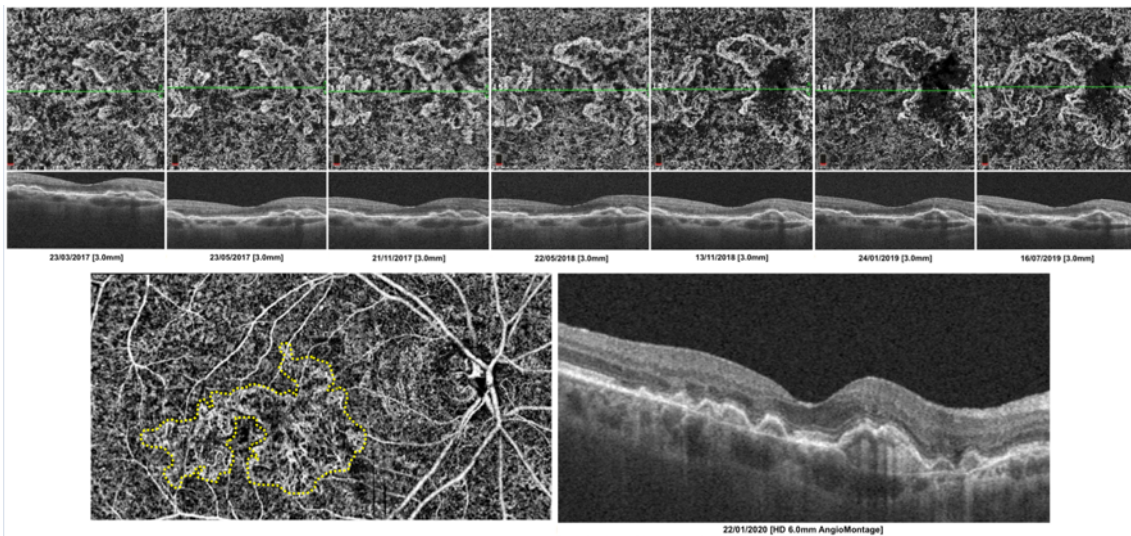 23/03/2017 [3.0mm]
23/05/2017 [3.0mm]
21/11/2017 [3.0mm]
22/05/2018 [3.0mm]
13/11/2018 [3.0mm]
24/01/2019 [3.0mm]
16/07/2019 [3.0mm]
22/01/2020 [HD 6.0mm AngioMontage]